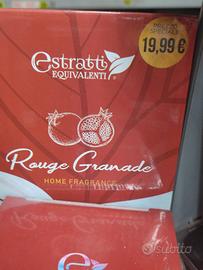 PREZZO
SPECIALE
19,99 €
estratti
EQUIVALENTI
Rouge Granade
HOME FRAGRANCE
subito